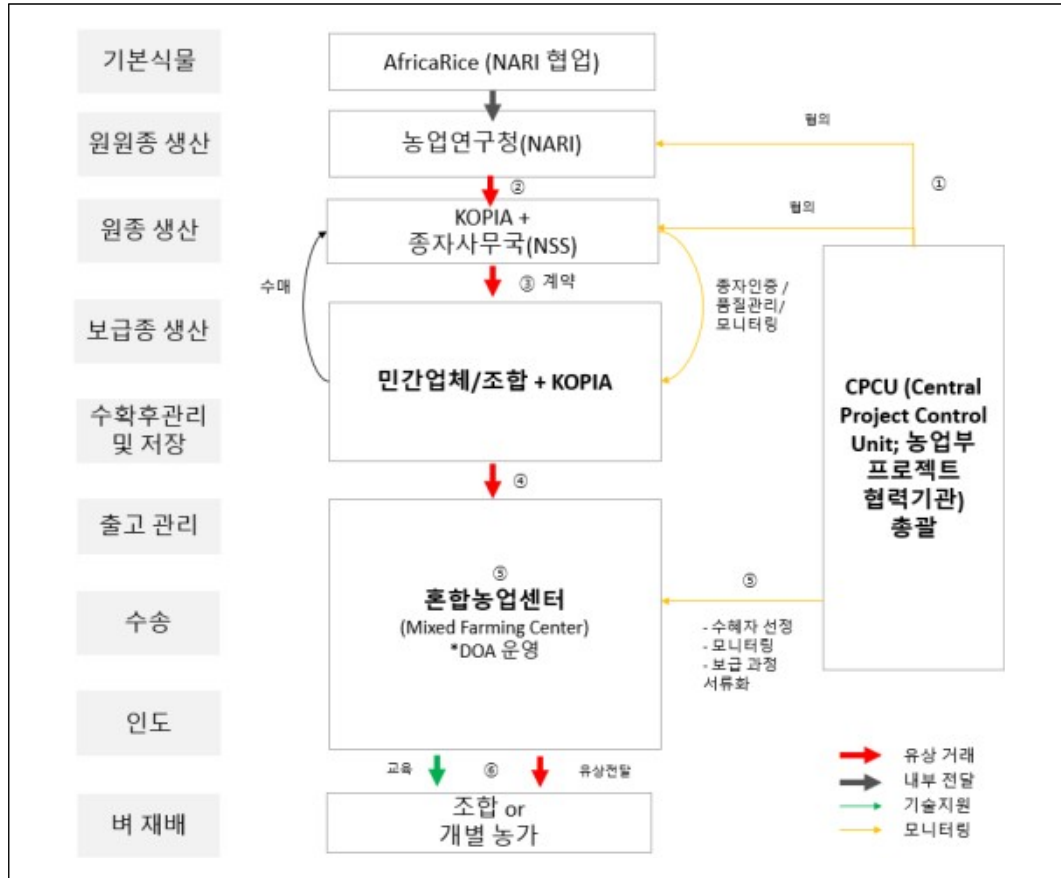 기본식물
AfricaRice (NARI 협업)
원원종 생산
농업연구청(NARI)
협의
①
②
원종 생산
KOPIA +
종자사무국(NSS)
협의
수매
③ 계약
종자인증 /
품질관리/
모니터링
보급종 생산
민간업체/조합 + KOPIA
수확후관리
및 저장
CPCU (Central
Project Control
Unit; 농업부
프로젝트
협력기관)
총괄
④
출고 관리
⑤
혼합농업센터
(Mixed Farming Center)
*DOA 운영
수송
⑤
- 수혜자 선정
- 모니터링
- 보급 과정
서류화
인도
교육
⑥
유상전달
조합 or
개별 농가
벼 재배
유상 거래
내부 전달
기술지원
모니터링